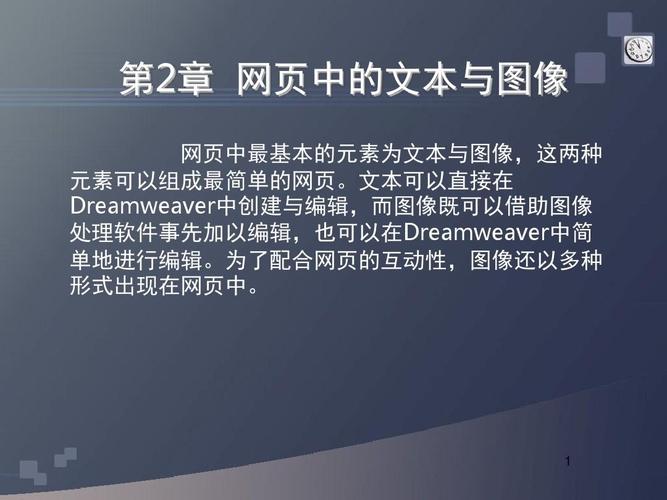 第2章 网页中的文本与图像
网页中最基本的元素为文本与图像，这两种
元素可以组成最简单的网页。文本可以直接在
Dreamweaver中创建与编辑，而图像既可以借助图像
处理软件事先加以编辑，也可以在Dreamweaver中简
单地进行编辑。为了配合网页的互动性，图像还以多种
形式出现在网页中。
1